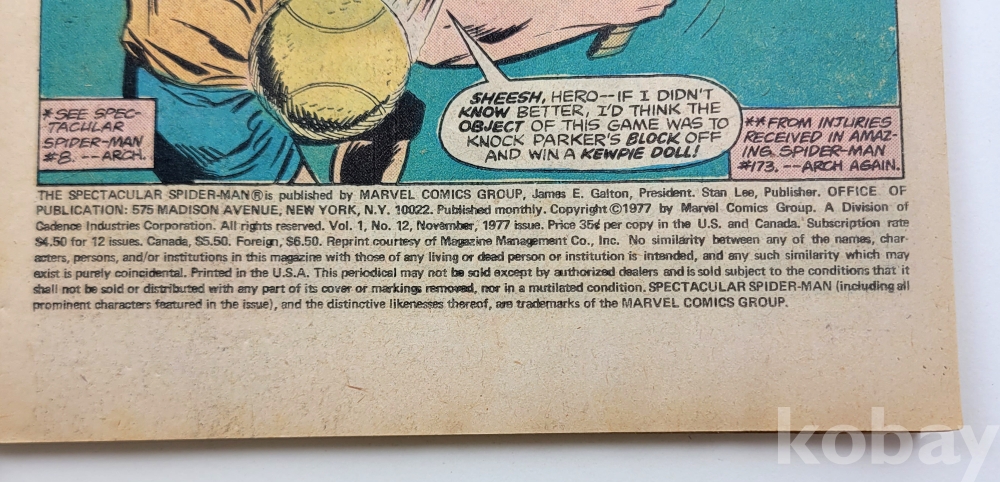 SHEESH, HERO--IF I DIDN'T
KNOW BETTER, I'D THINK THE
OBJECT OF THIS GAME WAS TO
KNOCK PARKER'S BLOCK OFF
AND WIN A KEWPIE DOLL!
*SEE SPEC-
TACULAR
SPIDER-MAN
#8. --ARCH.
**FROM INJURIES
RECEIVED IN AMAZ-
ING SPIDER-MAN
#173. --ARCH AGAIN.
THE SPECTACULAR SPIDER-MAN® is published by MARVEL COMICS GROUP, James E. Galton, President. Stan Lee, Publisher. OFFICE OF
PUBLICATION: 575 MADISON AVENUE, NEW YORK, N.Y. 10022. Published monthly. Copyright ©1977 by Marvel Comics Group. A Division of
Cadence Industries Corporation. All rights reserved. Vol. 1, No. 12, November, 1977 issue. Price 35¢ per copy in the U.S. and Canada. Subscription rate
$4.50 for 12 issues. Canada, $5.50. Foreign, $6.50. Reprint courtesy of Magazine Management Co., Inc. No similarity between any of the names, char-
acters, persons, and/or institutions in this magazine with those of any living or dead person or institution is intended, and any such similarity which may
exist is purely coincidental. Printed in the U.S.A. This periodical may not be sold except by authorized dealers and is sold subject to the conditions that it
shall not be sold or distributed with any part of its cover or markings removed, nor in a mutilated condition. SPECTACULAR SPIDER-MAN (including all
prominent characters featured in the issue), and the distinctive likenesses thereof, are trademarks of the MARVEL COMICS GROUP.
kobay